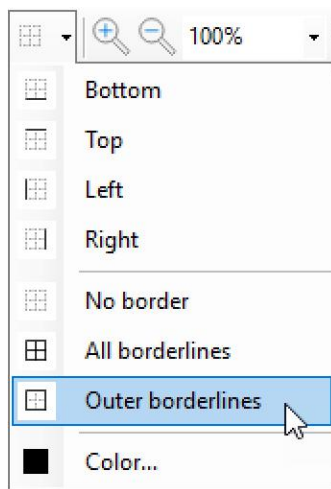 100%
Bottom
Top
Left
Right
No border
All borderlines
Outer borderlines
Color...